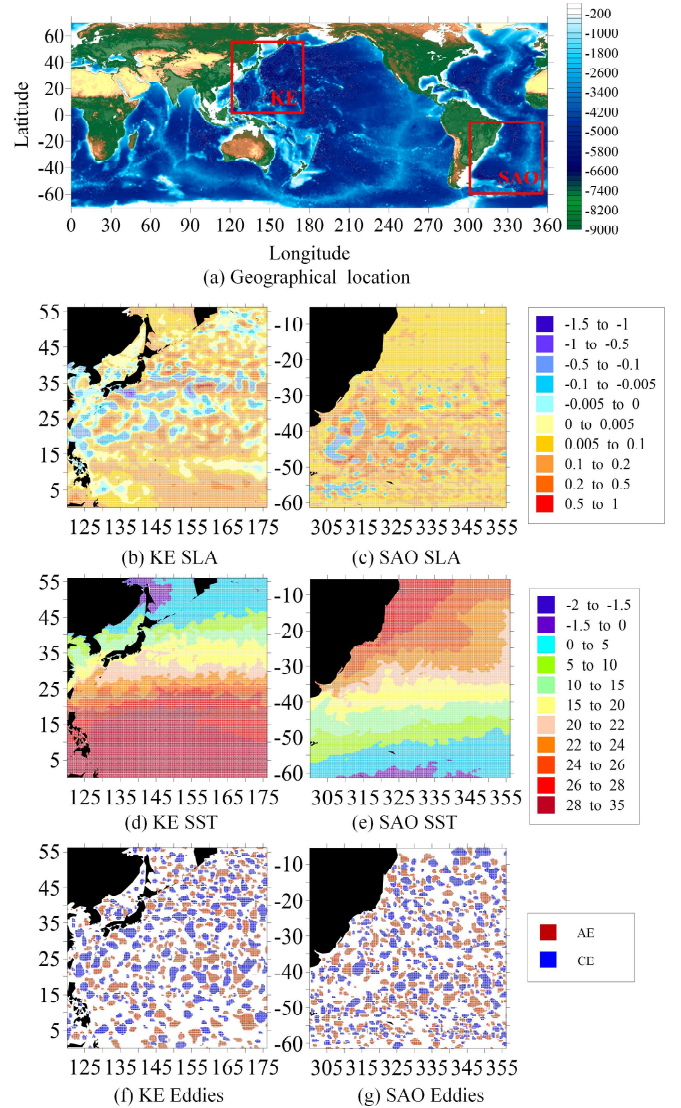 Latitude
60
40
20
0
-20
-40
-60
KE
SAO
0 30 60 90 120 150 180 210 240 270 300 330 360
Longitude
-200
-1000
-1800
-2600
-3400
-4200
-5000
-5800
-6600
-7400
-8200
-9000
(a) Geographical location
55
45
35
25
15
5
125 135 145 155 165 175
(b) KE SLA
-10
-20
-30
-40
-50
-60
305 315 325 335 345 355
(c) SAO SLA
-1.5 to -1
-1 to -0.5
-0.5 to -0.1
-0.1 to -0.005
-0.005 to 0
0 to 0.005
0.005 to 0.1
0.1 to 0.2
0.2 to 0.5
0.5 to 1
55
45
35
25
15
5
125 135 145 155 165 175
(d) KE SST
-10
-20
-30
-40
-50
-60
305 315 325 335 345 355
(e) SAO SST
-2 to -1.5
-1.5 to 0
0 to 5
5 to 10
10 to 15
15 to 20
20 to 22
22 to 24
24 to 26
26 to 28
28 to 35
55
45
35
25
15
5
125 135 145 155 165 175
(f) KE Eddies
-10
-20
-30
-40
-50
-60
305 315 325 335 345 355
(g) SAO Eddies
AE
CE